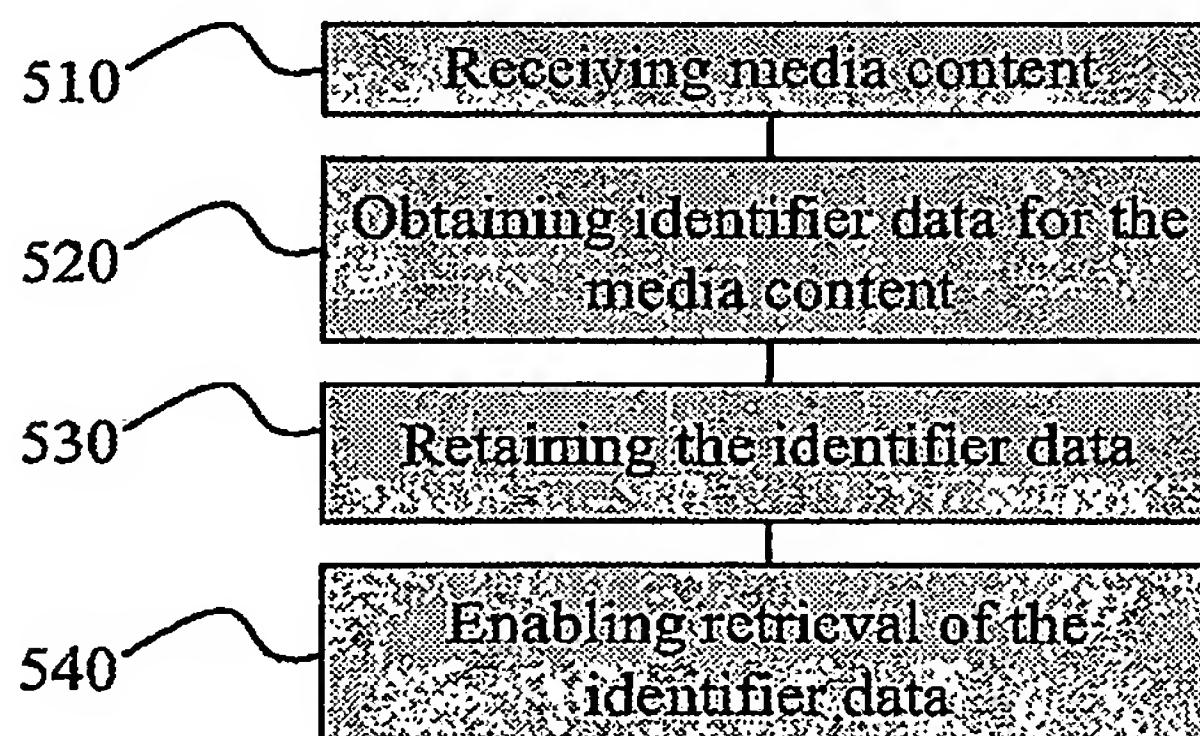 510
Receiving media content
520
Obtaining identifier data for the
media content
530
Retaining the identifier data
540
Enabling retrieval of the
identifier data